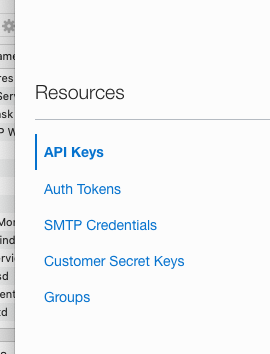 Resources
API Keys
Auth Tokens
SMTP Credentials
Customer Secret Keys
Groups